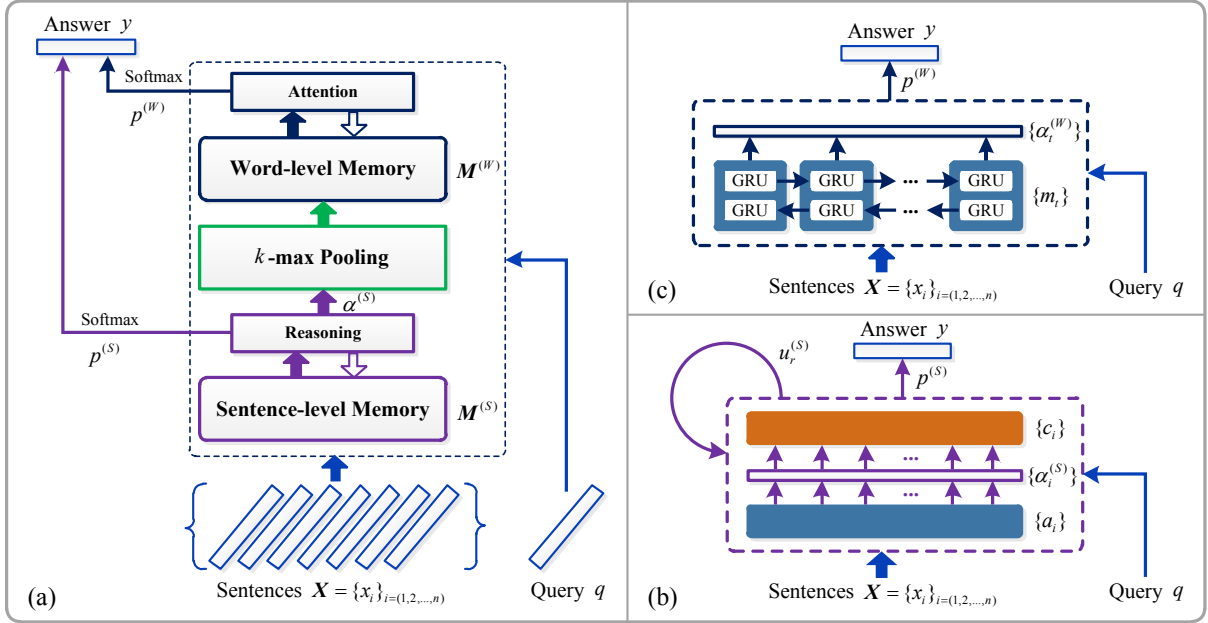 Answer y
Softmax
p^(W)
Attention
Word-level Memory
M^(W)
k-max Pooling
α^(S)
Softmax
p^(S)
Reasoning
Sentence-level Memory
M^(S)
Sentences X = {x_i}_{i=(1,2,...,n)}
Query q
(a)
Answer y
p^(W)
{α_t^(W)}
GRU GRU ... GRU
GRU GRU ... GRU
{m_t}
Sentences X = {x_i}_{i=(1,2,...,n)}
Query q
(c)
Answer y
u_r^(S)
p^(S)
{c_i}
...
{α_i^(S)}
...
{a_i}
Sentences X = {x_i}_{i=(1,2,...,n)}
Query q
(b)